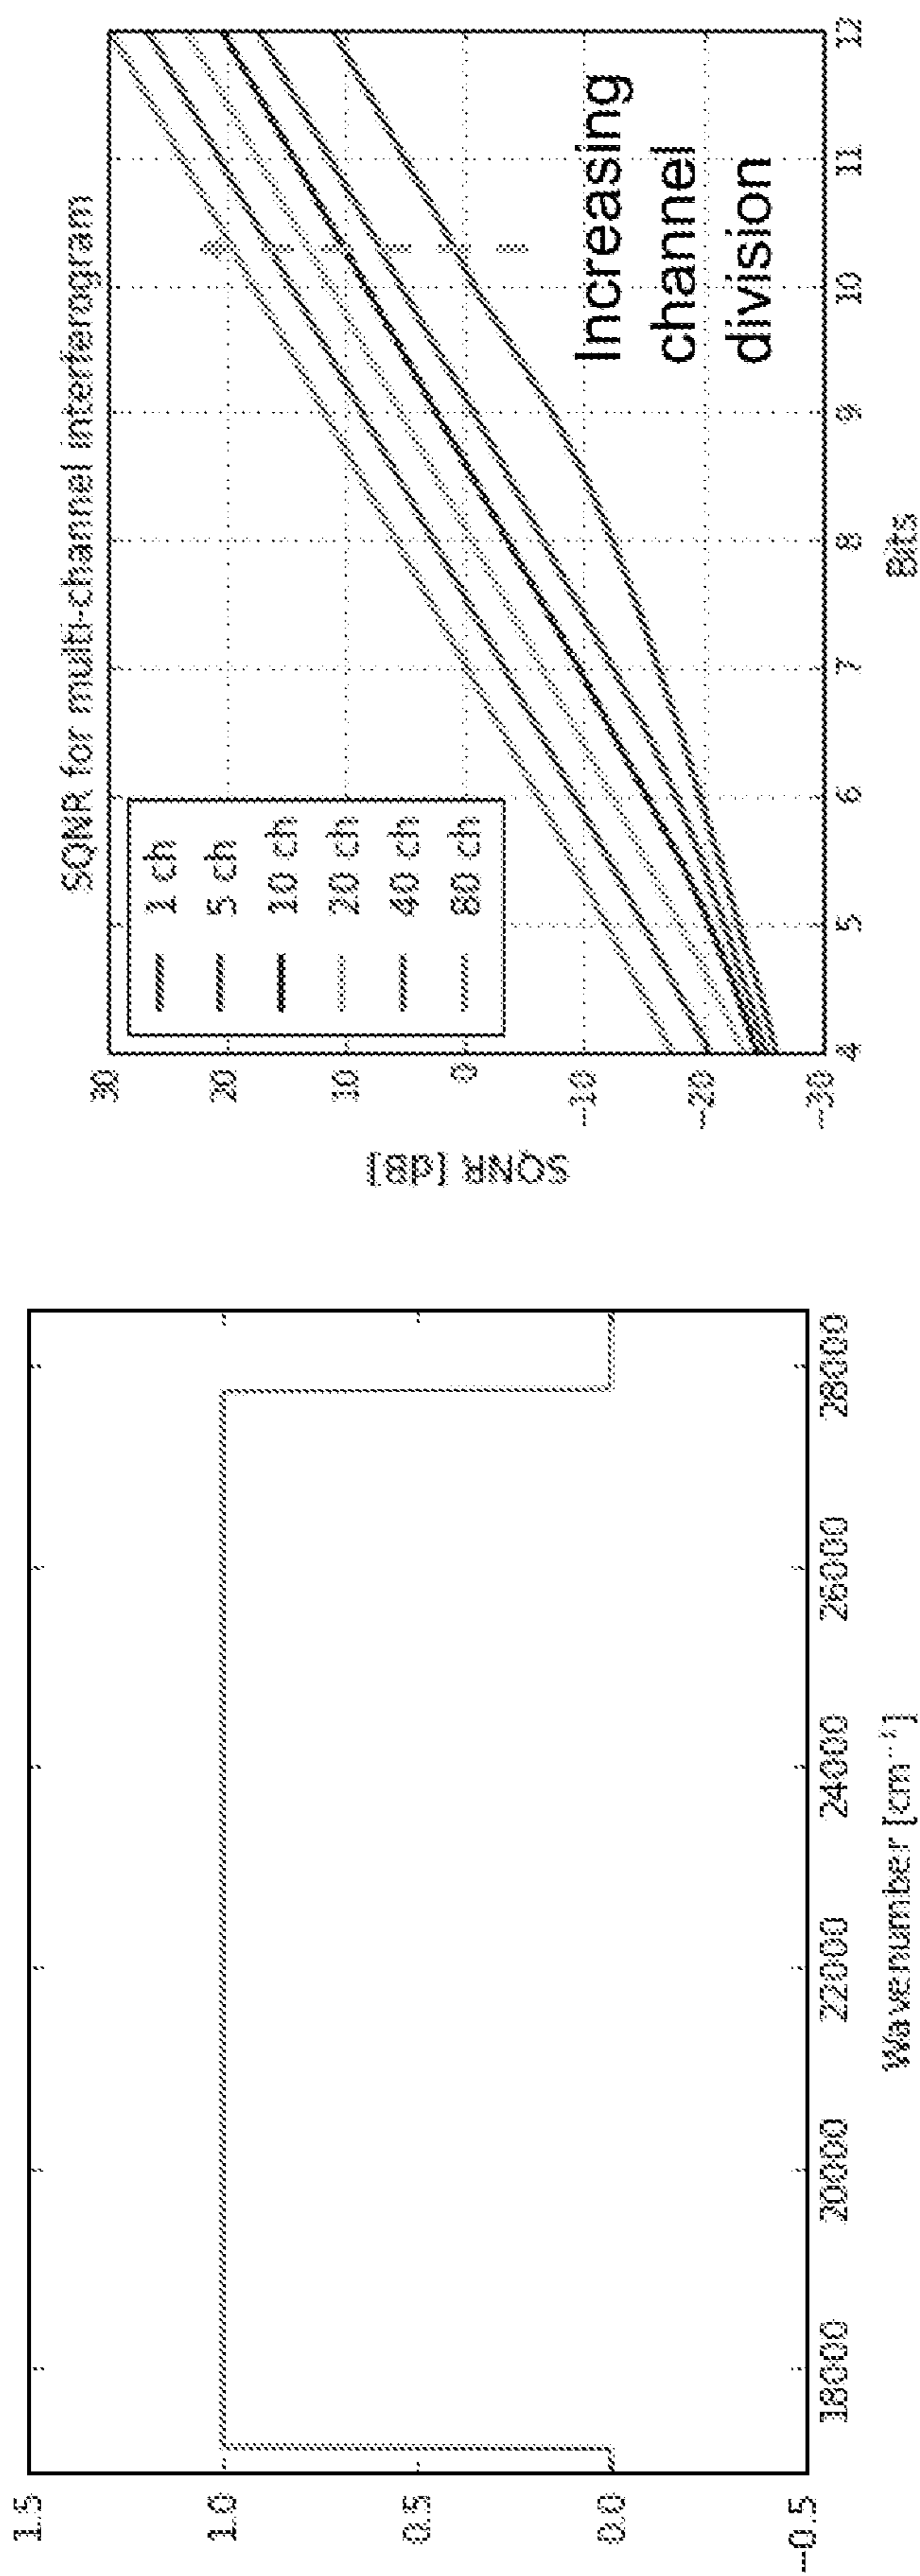 1.5
1.0
0.5
0.0
-0.5
18000
20000
22000
24000
26000
28000
Wavenumber [cm⁻¹]
SQNR for multi-channel interferogram
30
20
10
0
-10
-20
-30
SQNR [dB]
1 ch
5 ch
10 ch
20 ch
40 ch
80 ch
Increasing
channel
division
4
5
6
7
8
9
10
11
12
Bits